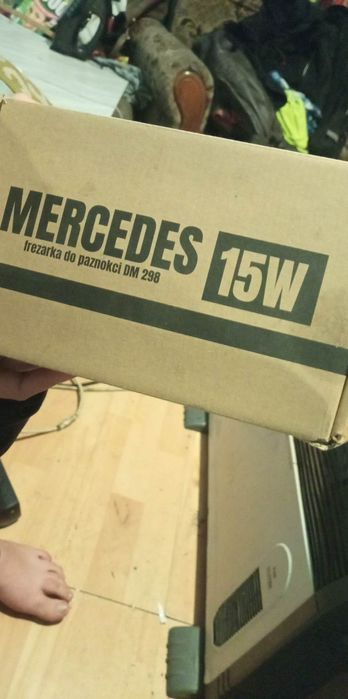 MERCEDES
frezarka do paznokci DM 298
15W